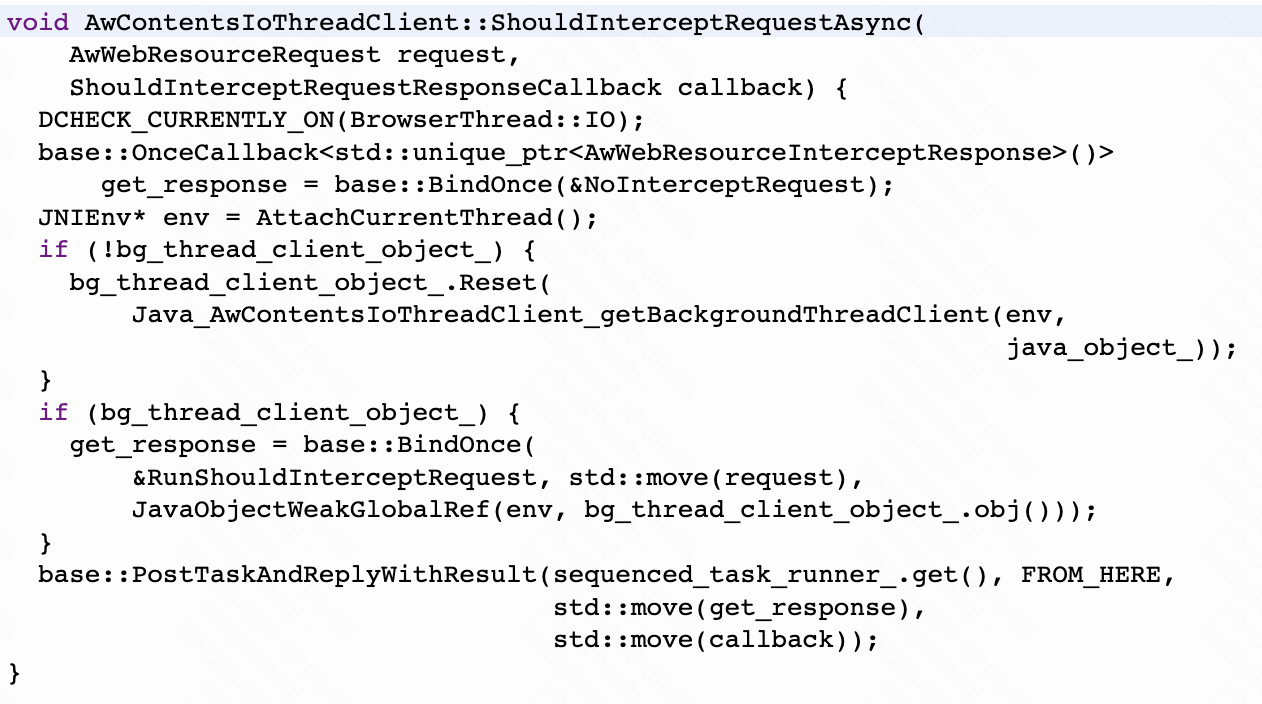 void AwContentsIoThreadClient::ShouldInterceptRequestAsync(
    AwWebResourceRequest request,
    ShouldInterceptRequestResponseCallback callback) {
  DCHECK_CURRENTLY_ON(BrowserThread::IO);
  base::OnceCallback<std::unique_ptr<AwWebResourceInterceptResponse>()>
      get_response = base::BindOnce(&NoInterceptRequest);
  JNIEnv* env = AttachCurrentThread();
  if (!bg_thread_client_object_) {
    bg_thread_client_object_.Reset(
        Java_AwContentsIoThreadClient_getBackgroundThreadClient(env,
                                                                java_object_));
  }
  if (bg_thread_client_object_) {
    get_response = base::BindOnce(
        &RunShouldInterceptRequest, std::move(request),
        JavaObjectWeakGlobalRef(env, bg_thread_client_object_.obj()));
  }
  base::PostTaskAndReplyWithResult(sequenced_task_runner_.get(), FROM_HERE,
                                   std::move(get_response),
                                   std::move(callback));
}